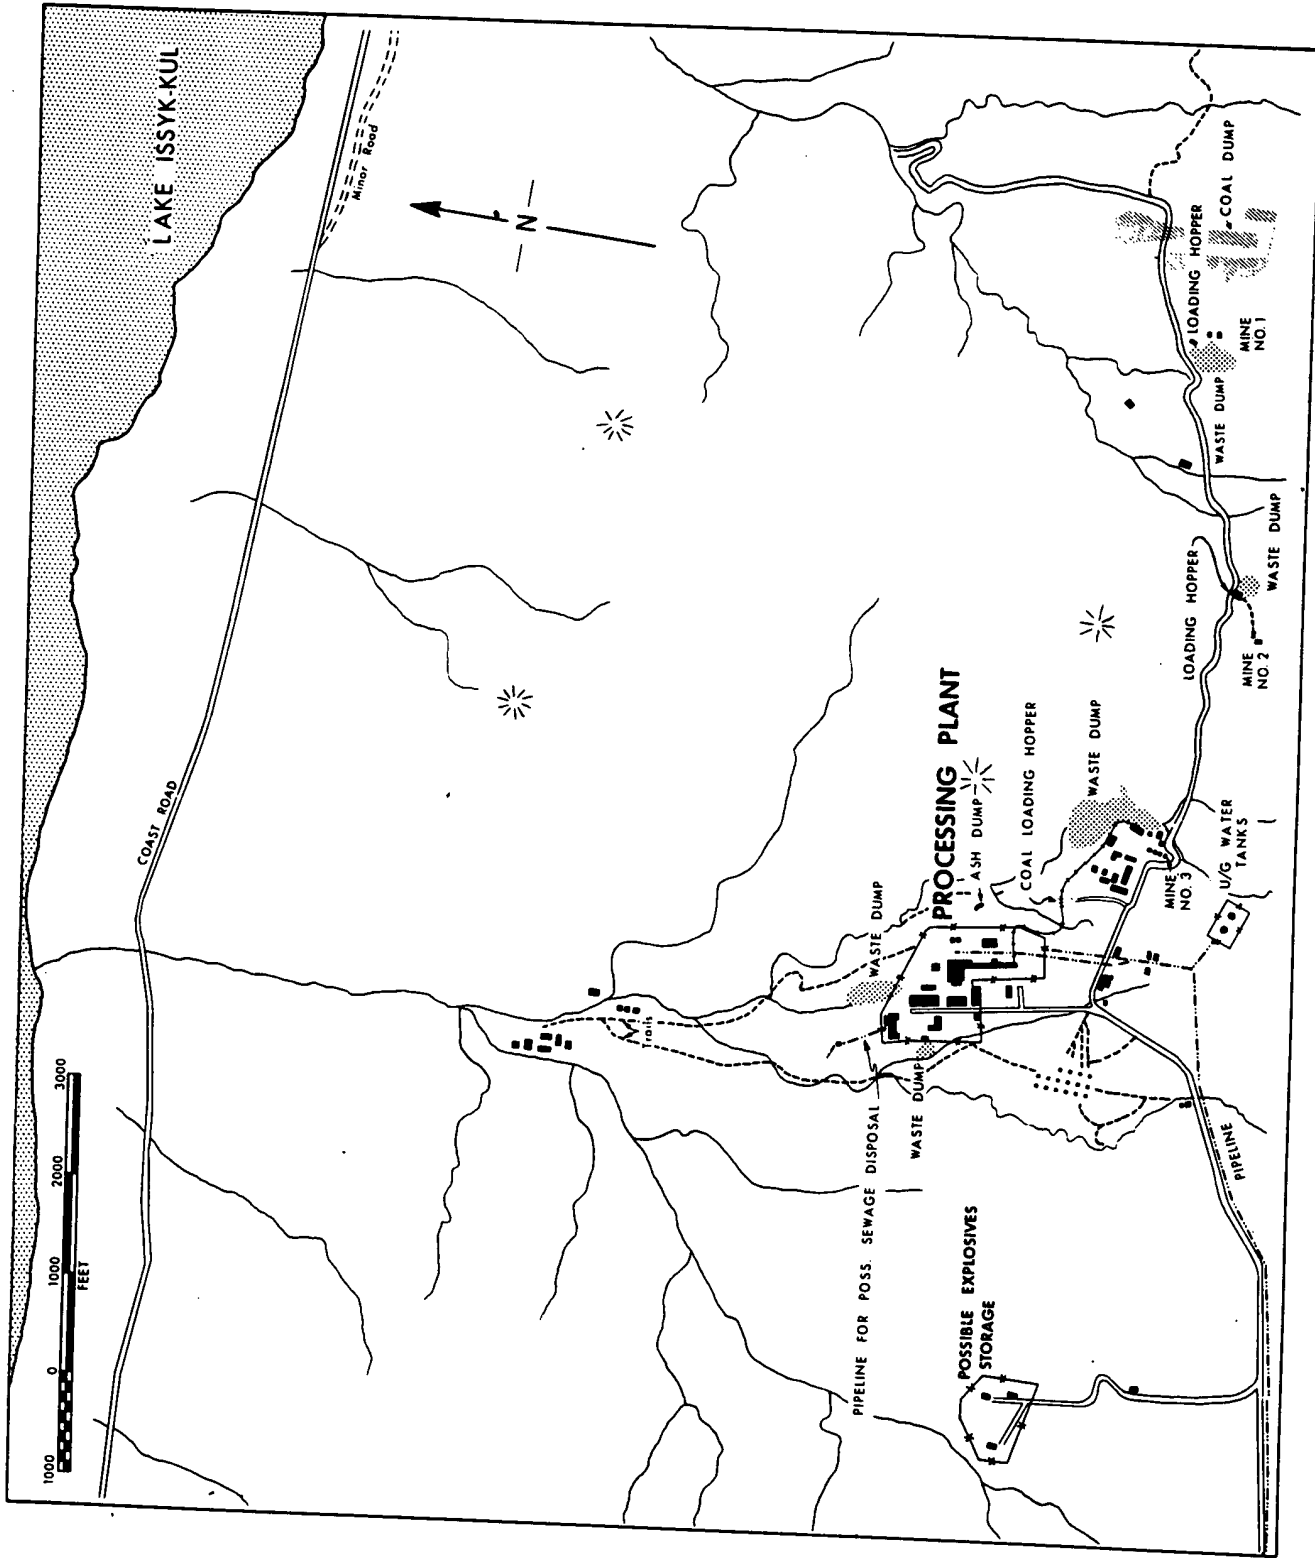 LAKE ISSYK-KUL
Minor Road
N
COAST ROAD
1000 0 1000 2000 3000
FEET
Trails
PROCESSING PLANT
WASTE DUMP
ASH DUMP
COAL LOADING HOPPER
WASTE DUMP
WASTE DUMP
PIPELINE FOR POSS. SEWAGE DISPOSAL
MINE
NO. 3
U/G WATER
TANKS
LOADING HOPPER
MINE
NO. 2
WASTE DUMP
WASTE DUMP
LOADING HOPPER
MINE
NO. 1
COAL DUMP
PIPELINE
POSSIBLE EXPLOSIVES
STORAGE